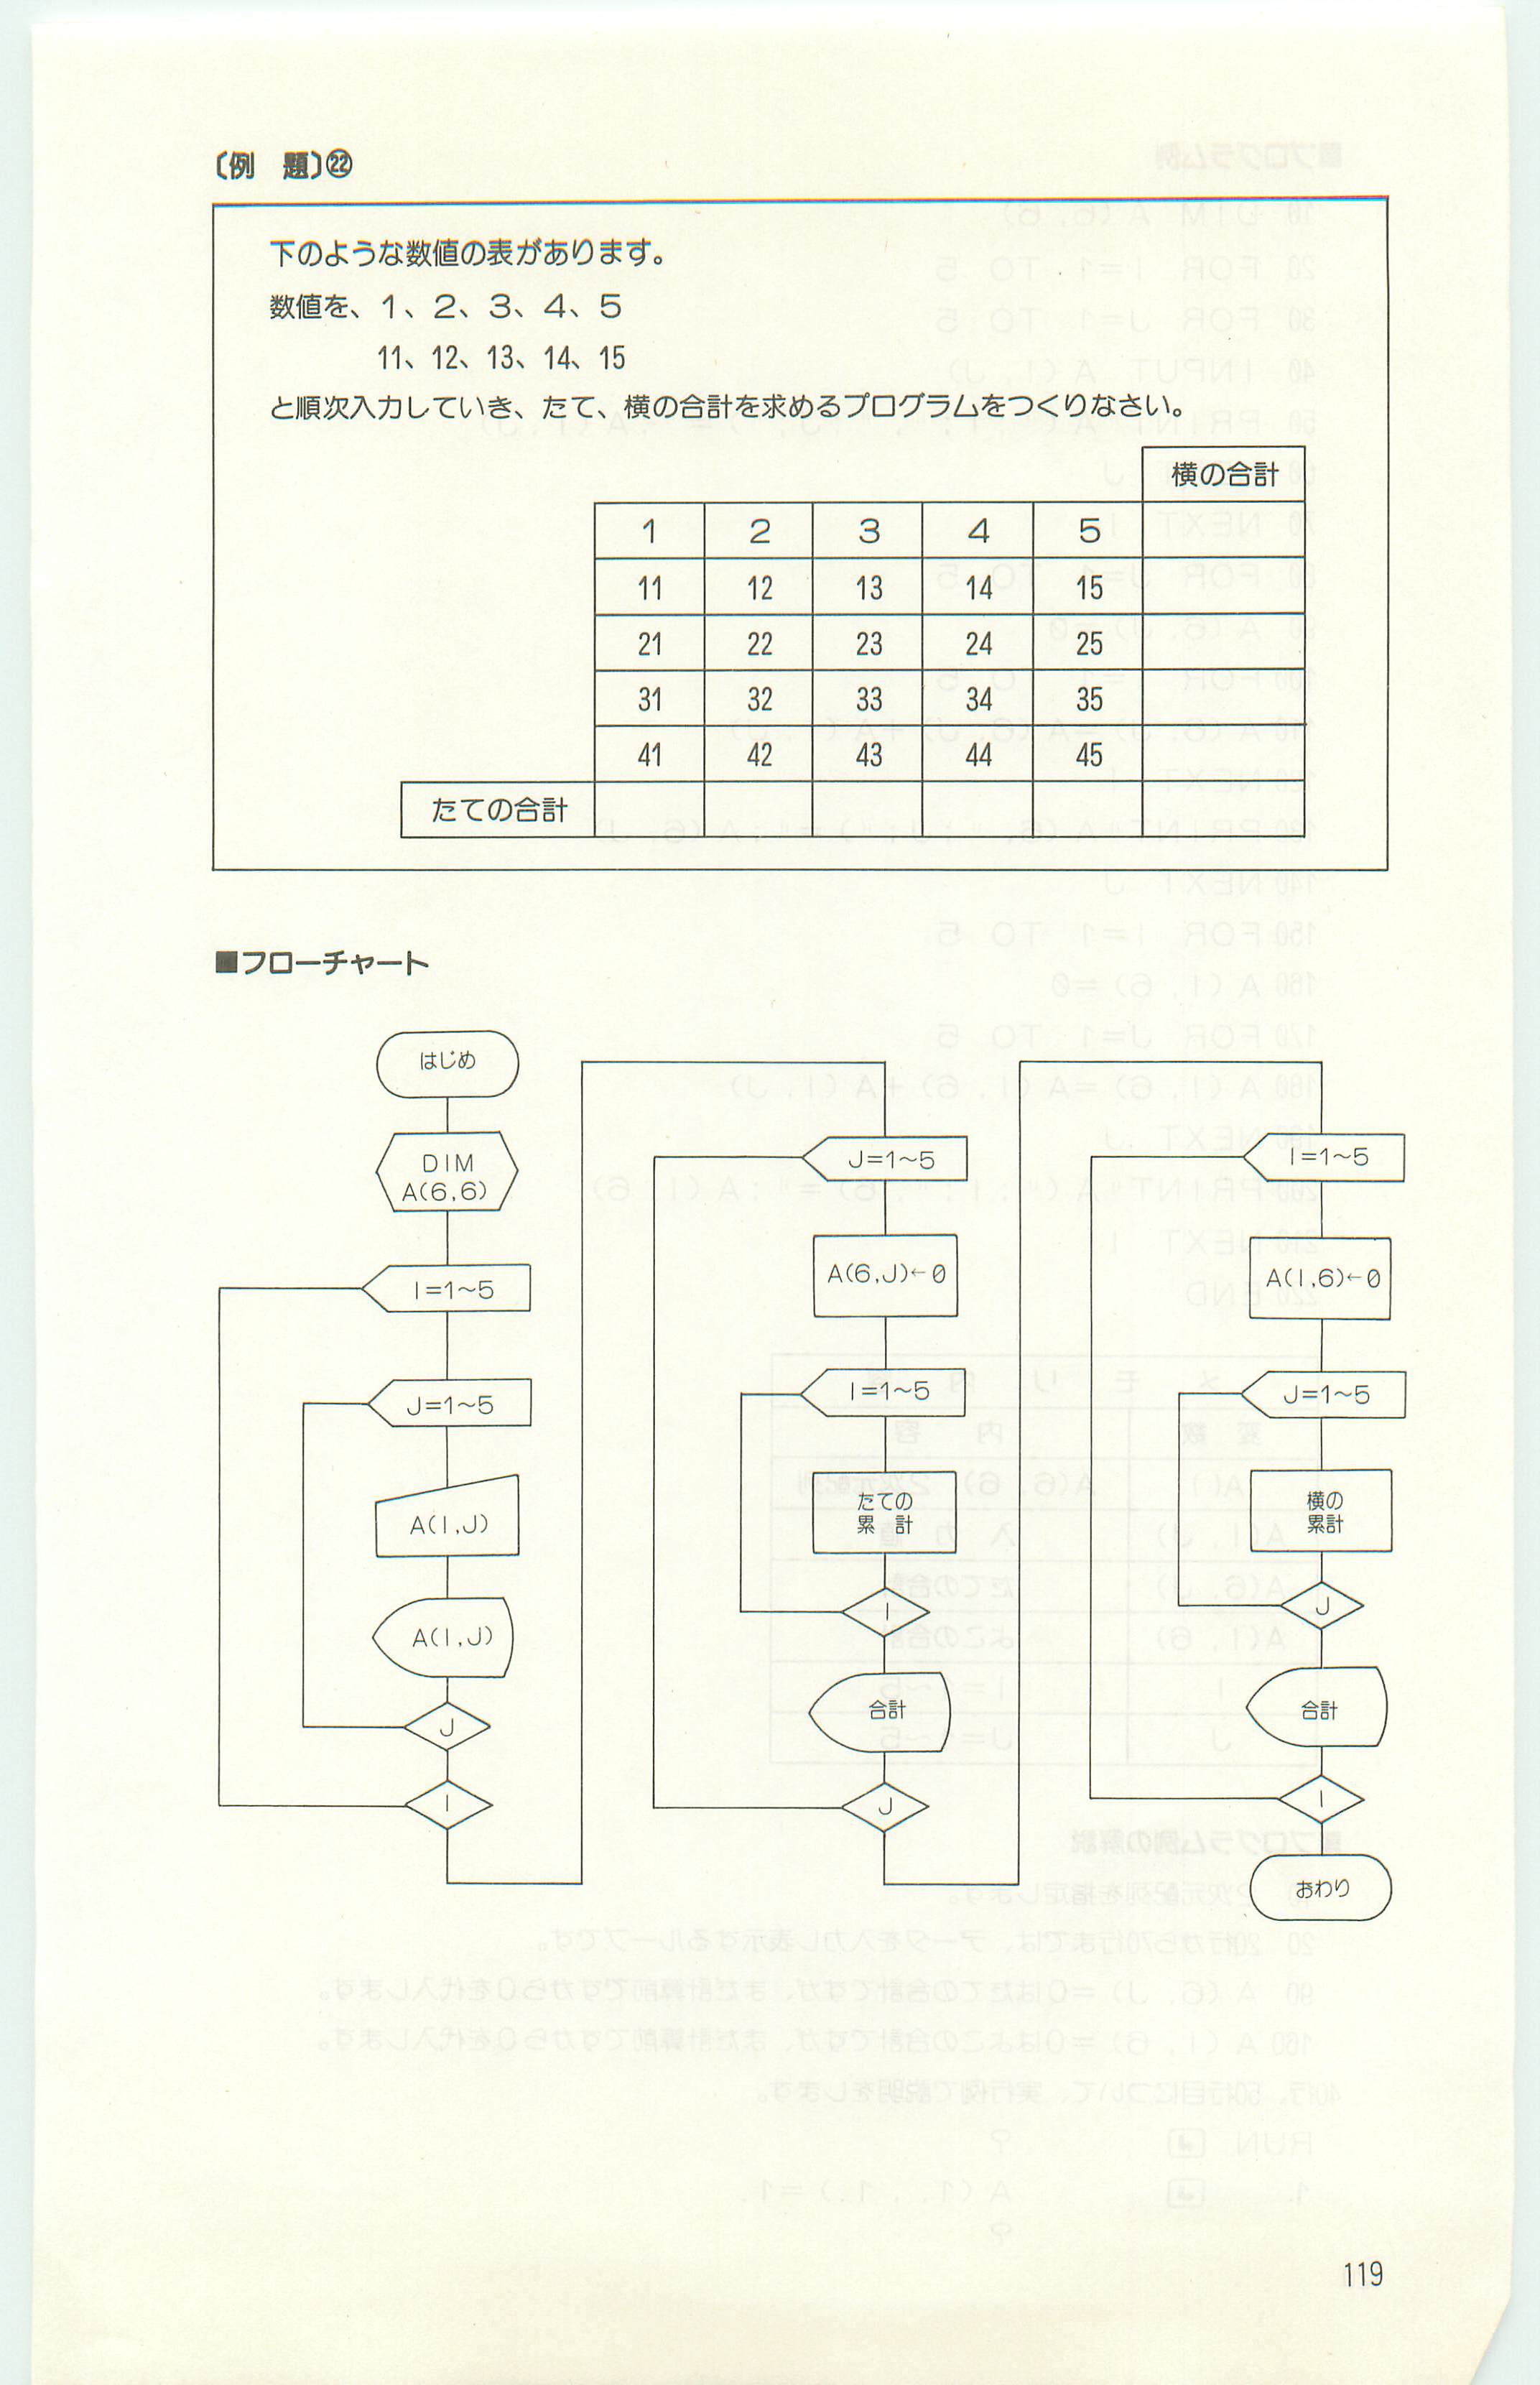 〔例　題〕㉒
下のような数値の表があります。
数値を、1、2、3、4、5
11、12、13、14、15
と順次入力していき、たて、横の合計を求めるプログラムをつくりなさい。
横の合計
1 2 3 4 5
11 12 13 14 15
21 22 23 24 25
31 32 33 34 35
41 42 43 44 45
たての合計
■フローチャート
はじめ
DIM
A(6,6)
I=1～5
J=1～5
A(I,J)
A(I,J)
J
I
J=1～5
A(6,J)←0
I=1～5
たての
累　計
I
合計
J
I=1～5
A(I,6)←0
J=1～5
横の
累計
J
合計
I
おわり
119